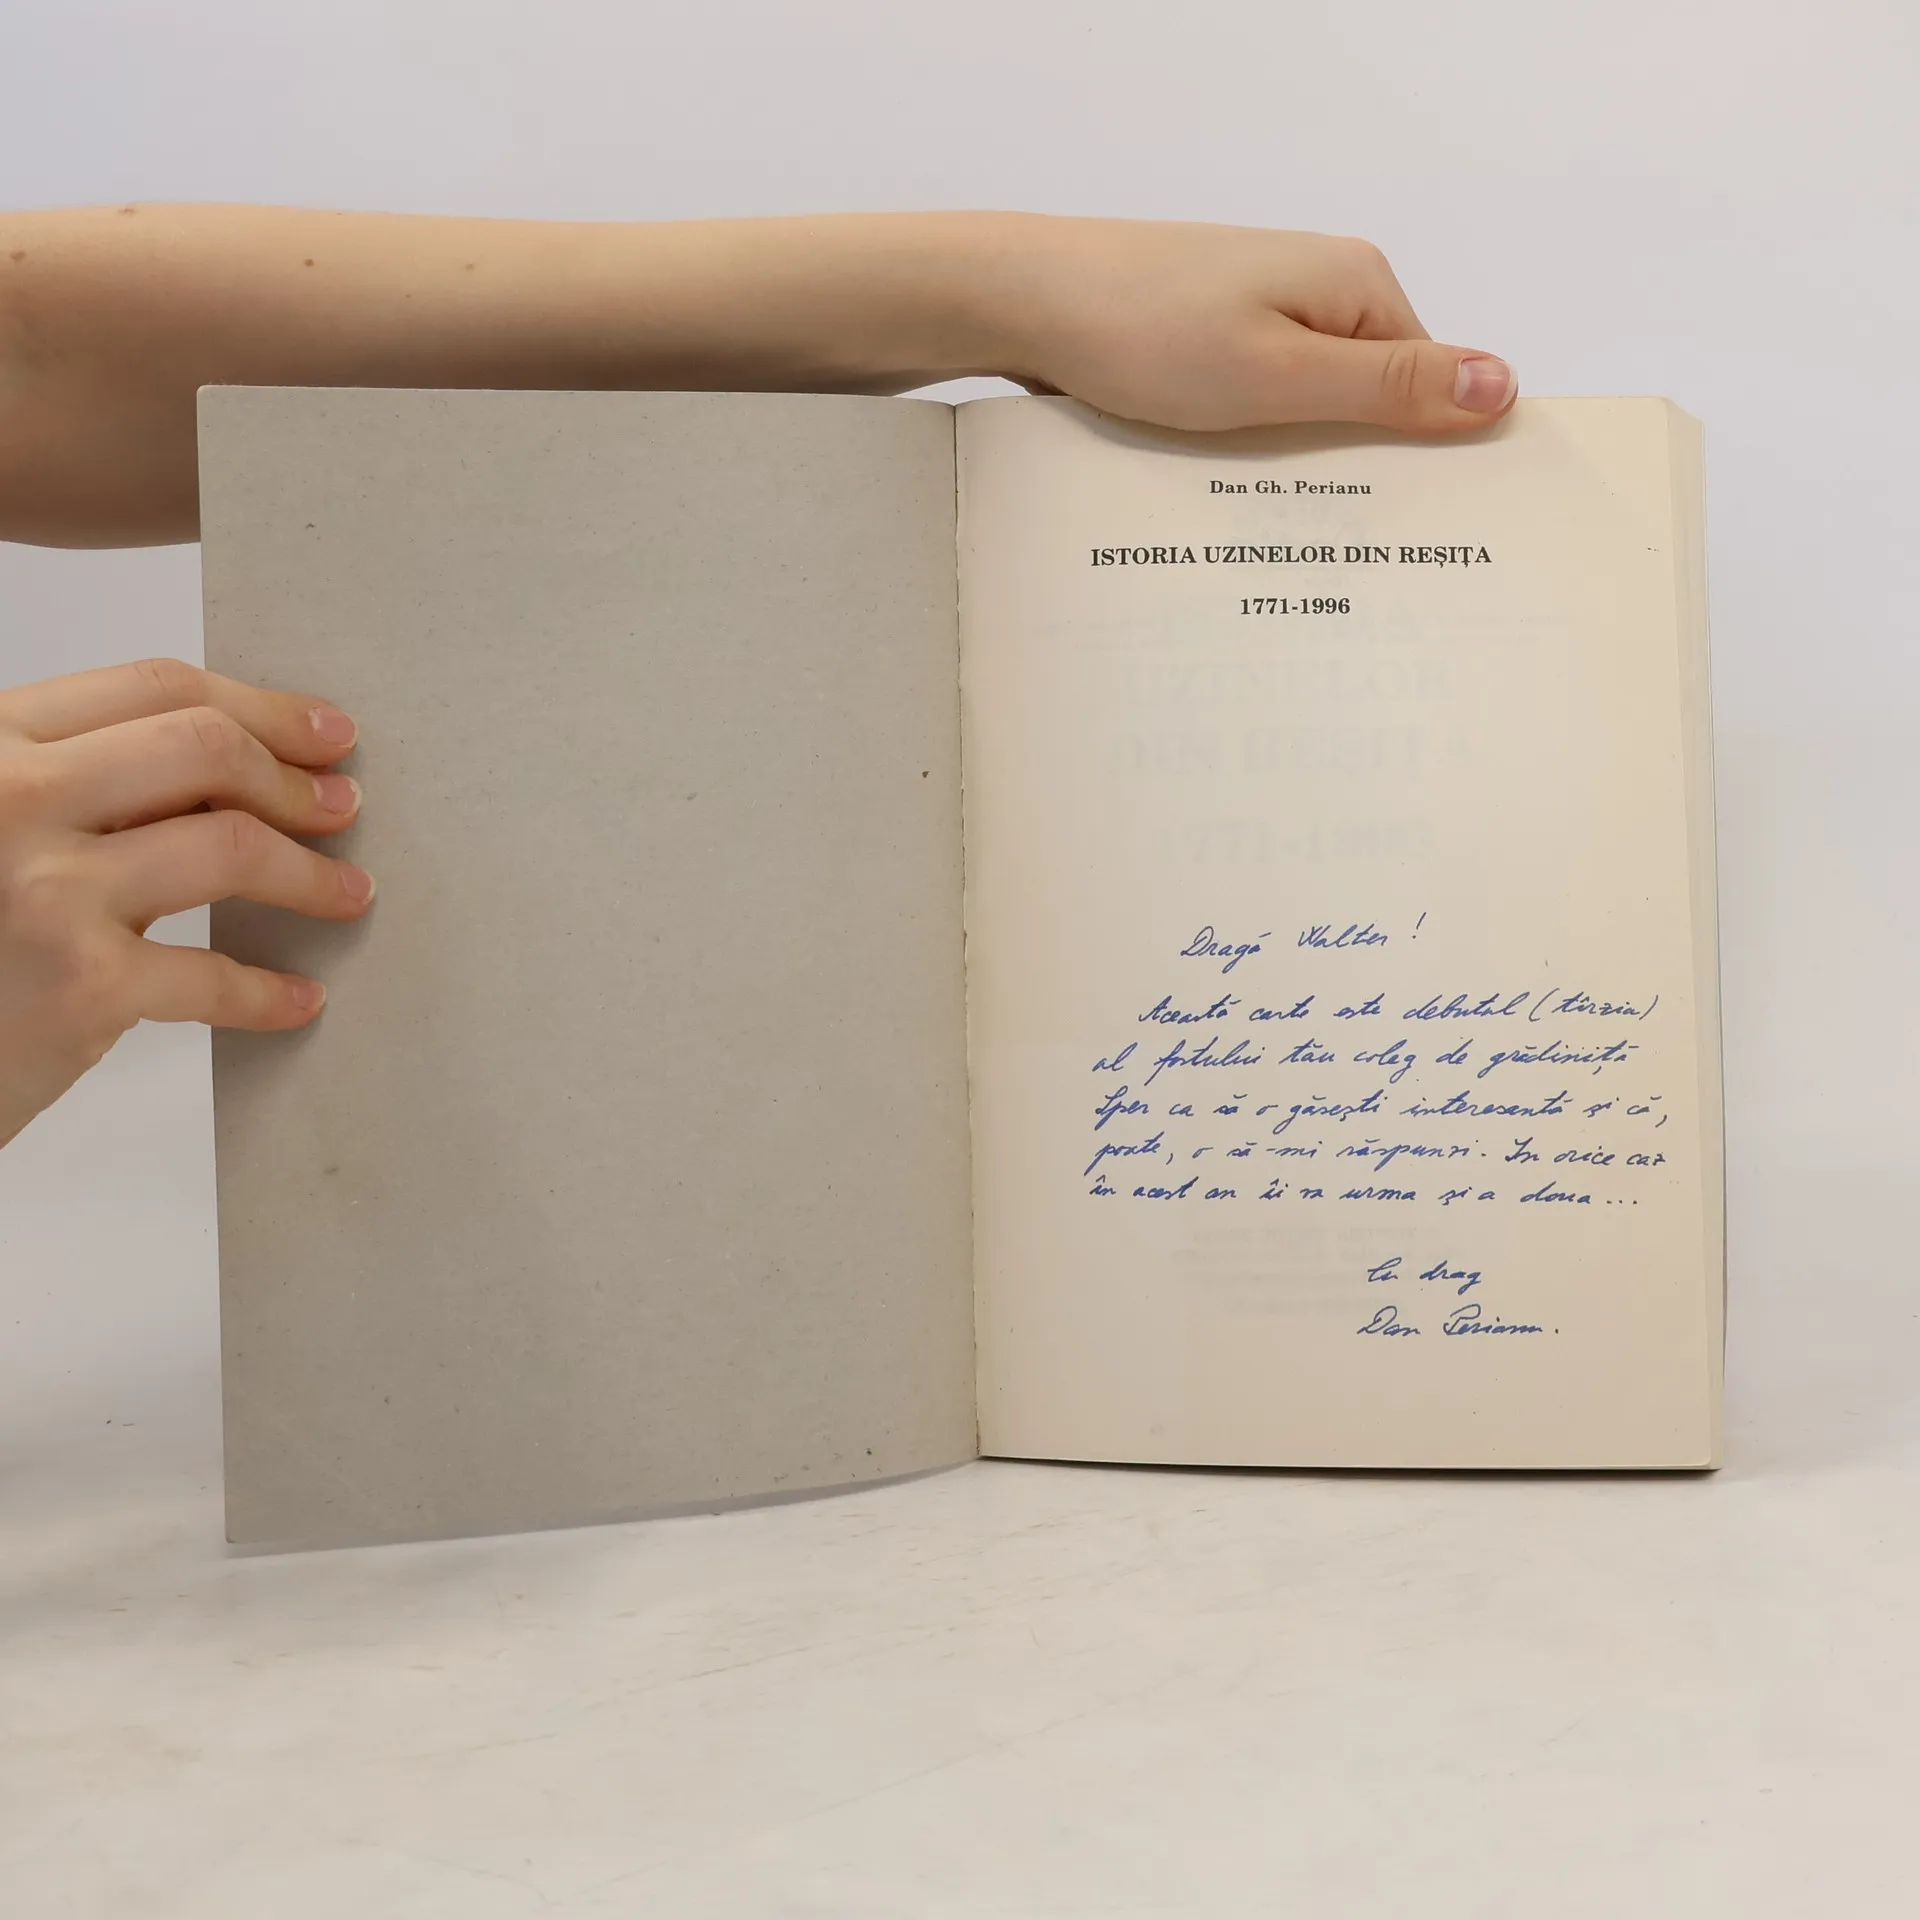 Dan Gh. Perianu
ISTORIA UZINELOR DIN REȘIȚA
1771-1996
Dragă Walter !
Această carte este debutul (tîrziu)
al fostului tău coleg de grădiniță
Sper ca să o găsești interesantă și că,
poate, o să-mi răspunzi. In orice caz
în acest an îi va urma și a doua ...
Cu drag
Dan Perianu.